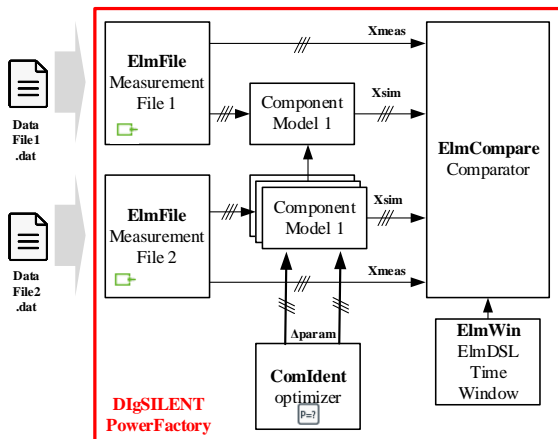 Data
File1
.dat
ElmFile
Measurement
File 1
Xmeas
Component
Model 1
Xsim
ElmCompare
Comparator
Data
File2
.dat
ElmFile
Measurement
File 2
Component
Model 1
Xsim
Xmeas
Δparam
ComIdent
optimizer
P=?
ElmWin
ElmDSL
Time
Window
DIgSILENT
PowerFactory